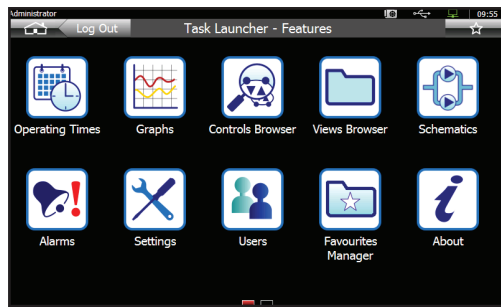 Administrator
09:55
Log Out
Task Launcher - Features
Operating Times
Graphs
Controls Browser
Views Browser
Schematics
Alarms
Settings
Users
Favourites
Manager
About